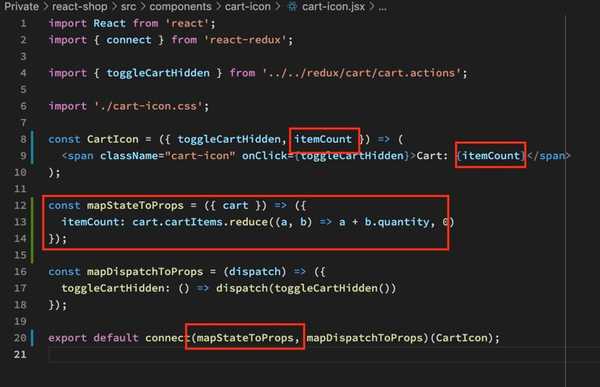 Private › react-shop › src › components › cart-icon › cart-icon.jsx › ...
1 import React from 'react';
2 import { connect } from 'react-redux';
3
4 import { toggleCartHidden } from '../../redux/cart/cart.actions';
5
6 import './cart-icon.css';
7
8 const CartIcon = ({ toggleCartHidden, itemCount }) => (
9   <span className="cart-icon" onClick={toggleCartHidden}>Cart: {itemCount}</span>
10 );
11
12 const mapStateToProps = ({ cart }) => ({
13   itemCount: cart.cartItems.reduce((a, b) => a + b.quantity, 0)
14 });
15
16 const mapDispatchToProps = (dispatch) => ({
17   toggleCartHidden: () => dispatch(toggleCartHidden())
18 });
19
20 export default connect(mapStateToProps, mapDispatchToProps)(CartIcon);
21